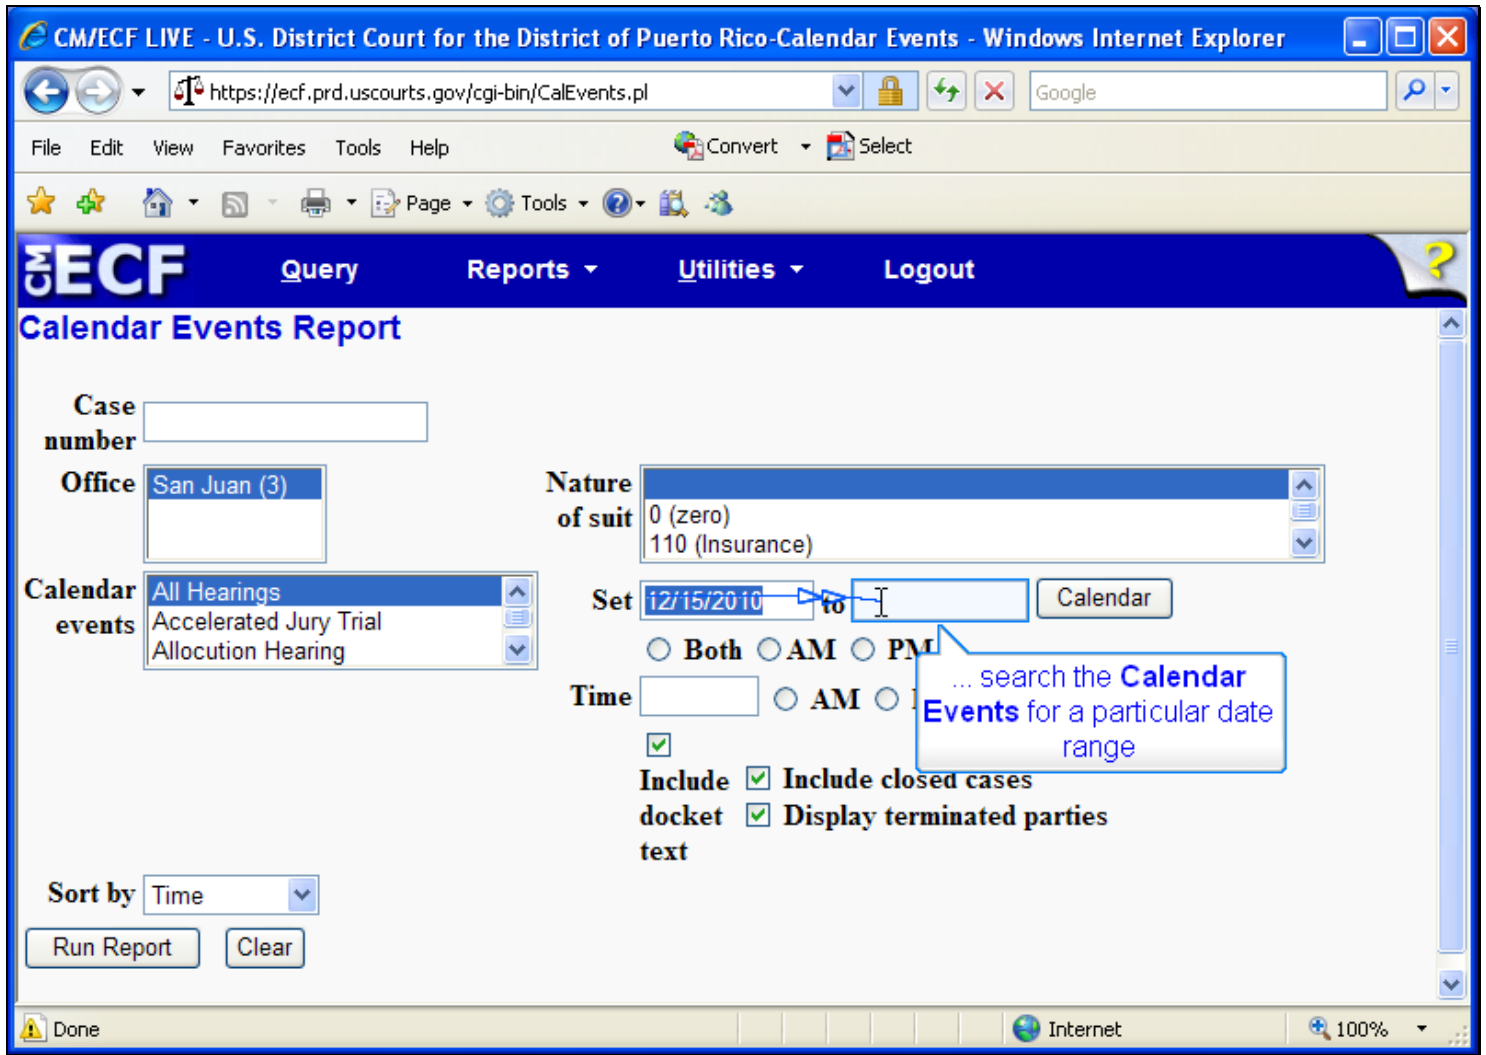 CM/ECF LIVE - U.S. District Court for the District of Puerto Rico-Calendar Events - Windows Internet Explorer
https://ecf.prd.uscourts.gov/cgi-bin/CalEvents.pl
Google
File Edit View Favorites Tools Help
Convert Select
Page Tools
CM ECF Query Reports Utilities Logout ?
Calendar Events Report
Case
number
Office San Juan (3)
Nature
of suit
0 (zero)
110 (Insurance)
Calendar
events
All Hearings
Accelerated Jury Trial
Allocution Hearing
Set 12/15/2010 to Calendar
Both AM PM
Time AM
... search the Calendar
Events for a particular date
range
Include
docket
text
Include closed cases
Display terminated parties
Sort by Time
Run Report Clear
Done Internet 100%